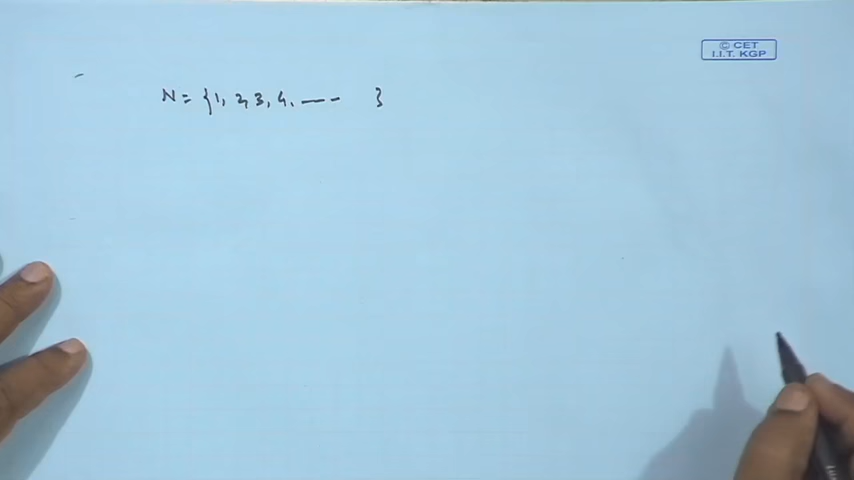 © CET
I.I.T. KGP
N = {1, 2, 3, 4, --- }